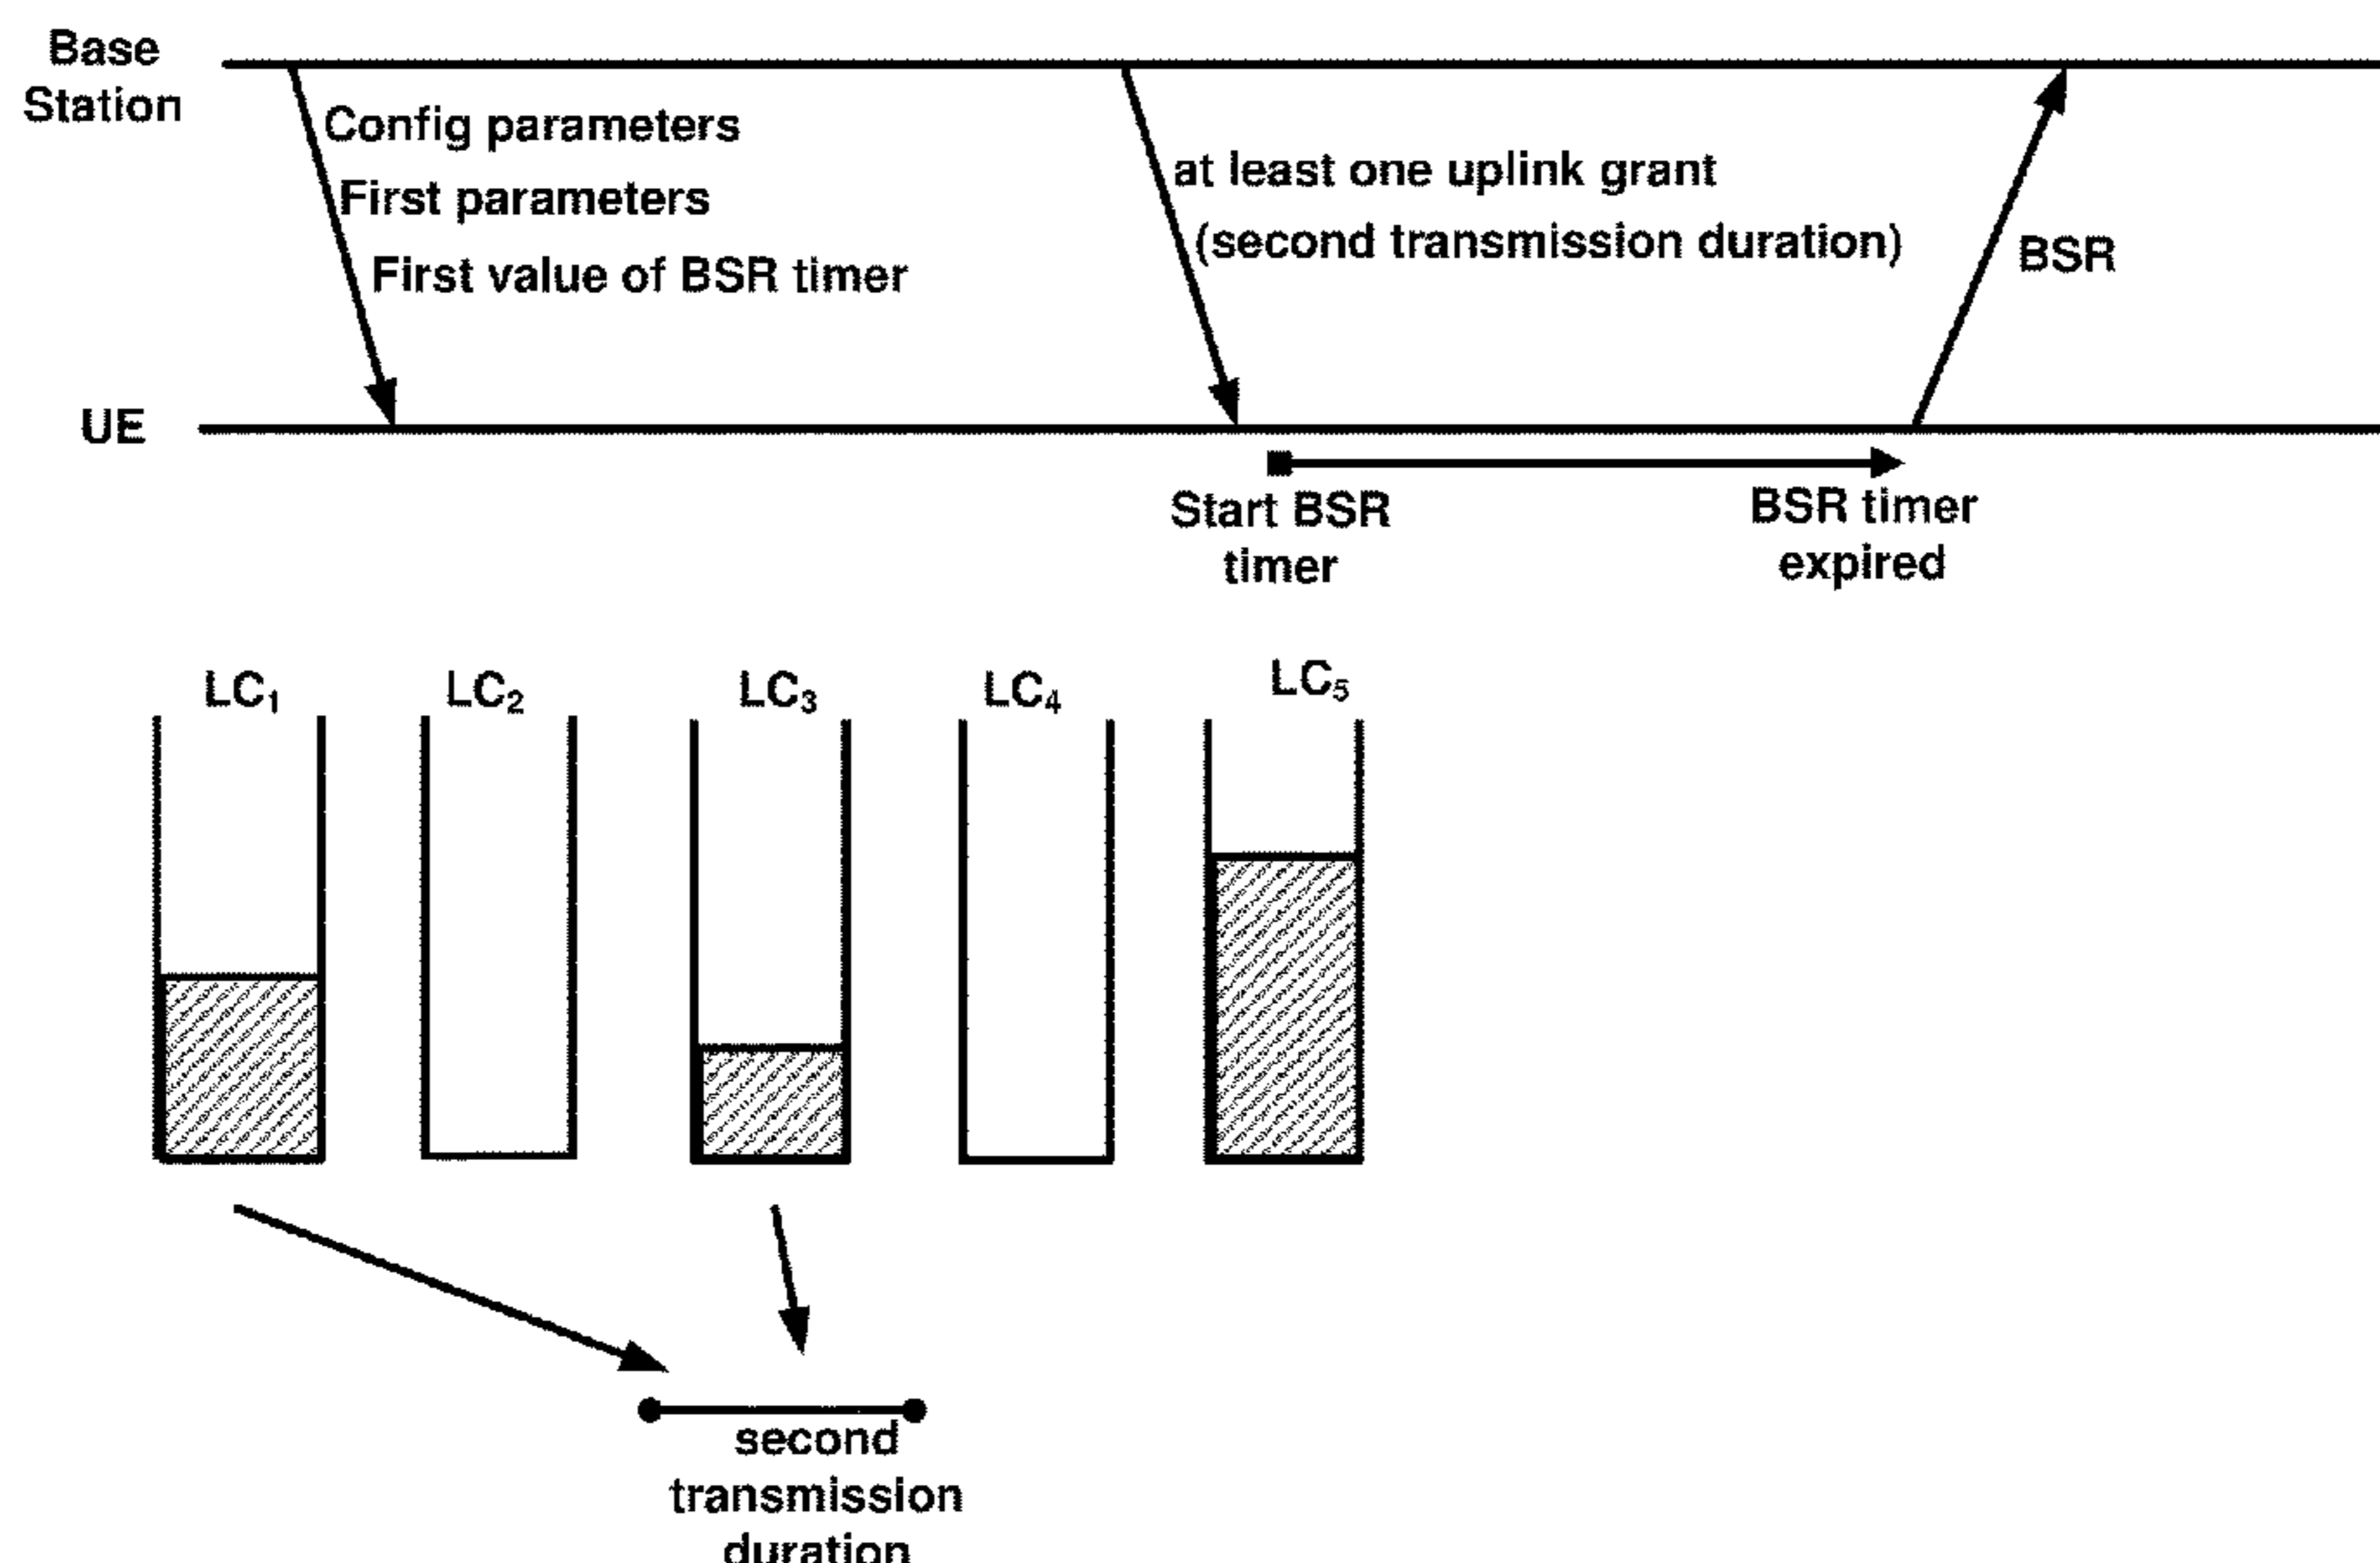 Base
Station
Config parameters
First parameters
First value of BSR timer
at least one uplink grant
(second transmission duration)
BSR
UE
Start BSR
timer
BSR timer
expired
LC1
LC2
LC3
LC4
LC5
second
transmission
duration